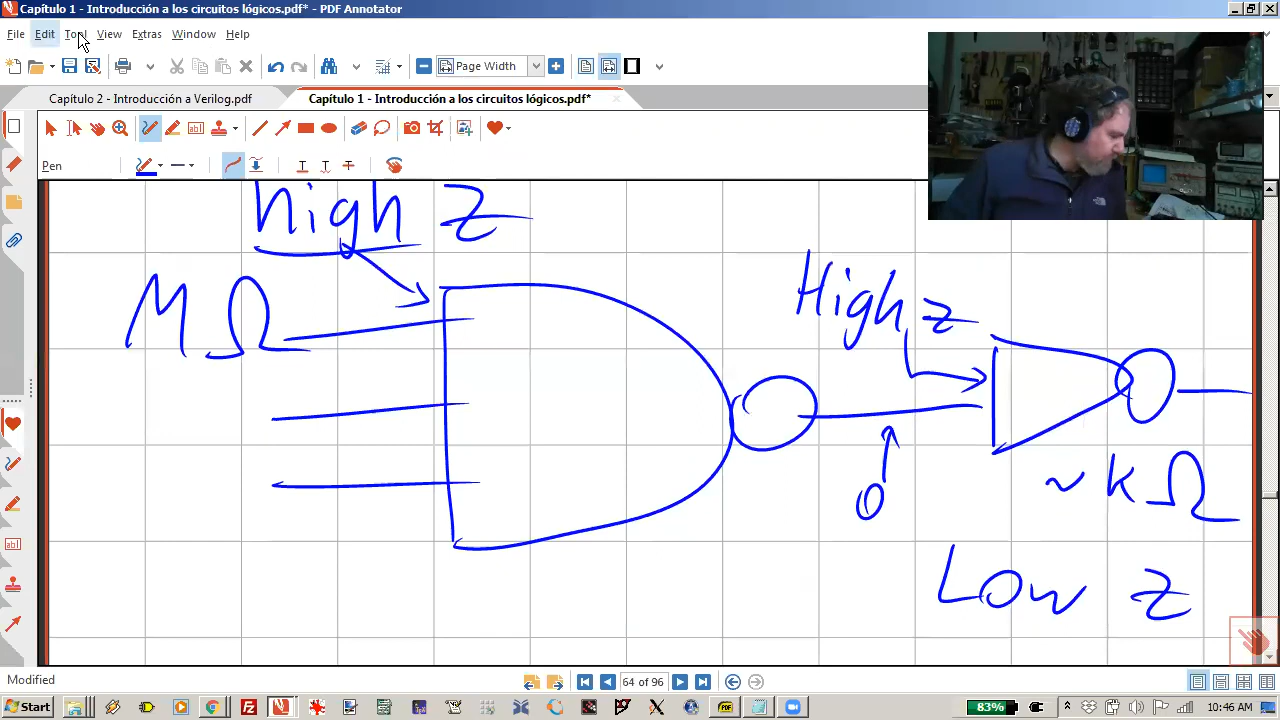 Capítulo 1 - Introducción a los circuitos lógicos.pdf* - PDF Annotator
File Edit Tool View Extras Window Help
Page Width
Capítulo 2 - Introducción a Verilog.pdf
Capítulo 1 - Introducción a los circuitos lógicos.pdf*
Pen
high z
MΩ
High z
0
~ k Ω
Low z
Modified
64 of 96
Start
83%
10:46 AM